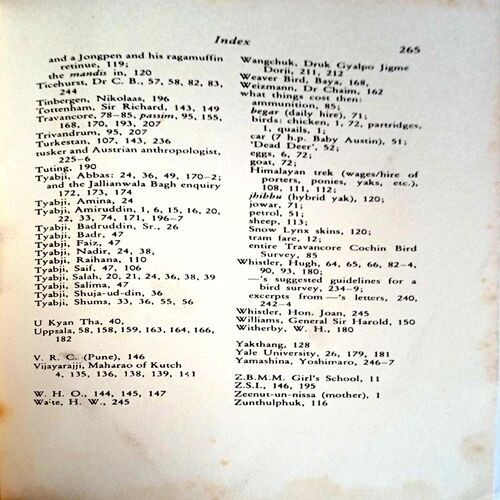 Index
265
and a Jongpen and his ragamuffin
retinue, 119;
the mandis in, 120
Ticehurst, Dr C. B., 57, 58, 82, 83,
244
Tinbergen, Nikolaas, 196
Tottenham, Sir Richard, 143, 149
Travancore, 78–85, passim, 95, 155,
168, 170, 193, 207
Trivandrum, 95, 207
Turkestan, 107, 143, 236
tusker and Austrian anthropologist,
225–6
Tuting, 190
Tyabji, Abbas: 24, 36, 49, 170–2;
and the Jallianwala Bagh enquiry
172, 173, 174
Tyabji, Amina, 24
Tyabji, Amiruddin, 1, 6, 15, 16, 20,
22, 33, 74, 171, 196–7
Tyabji, Badruddin, Sr., 26
Tyabji, Badr, 47
Tyabji, Faiz, 47
Tyabji, Nadir, 24, 38,
Tyabji, Raihana, 110
Tyabji, Saif, 47, 106
Tyabji, Salah, 20, 21, 24, 36, 38, 39
Tyabji, Salima, 47
Tyabji, Shuja-ud-din, 36
Tyabji, Shums, 33, 36, 55, 56
U Kyan Tha, 40,
Uppsala, 58, 158, 159, 163, 164, 166,
182
V. R. C. (Pune), 146
Vijayarajji, Maharao of Kutch
4, 135, 136, 138, 139, 141
W. H. O., 144, 145, 147
Waite, H. W., 245
Wangchuk, Druk Gyalpo Jigme
Dorji, 211, 212
Weaver Bird, Baya, 168,
Weizmann, Dr Chaim, 162
what things cost then:
ammunition, 85;
begar (daily hire), 71;
birds: chicken, 1, 72, partridges,
1, quails, 1;
car (7 h.p. Baby Austin), 51;
'Dead Deer', 52;
eggs, 6, 72;
goat, 72;
Himalayan trek (wages/hire of
porters, ponies, yaks, etc.),
108, 111, 112;
jhibbu (hybrid yak), 120;
jowar, 71;
petrol, 51;
sheep, 113;
Snow Lynx skins, 120;
tram fare, 12;
entire Travancore Cochin Bird
Survey, 85
Whistler, Hugh, 64, 65, 66, 82–4,
90, 93, 180;
—'s suggested guidelines for a
bird survey, 234–9;
excerpts from —'s letters, 240,
242–4
Whistler, Hon. Joan, 245
Williams, General Sir Harold, 150
Witherby, W. H., 180
Yakthang, 128
Yale University, 26, 179, 181
Yamashina, Yoshimaro, 246–7
Z.B.M.M. Girl's School, 11
Z.S.I., 146, 195
Zeenut-un-nissa (mother), 1
Zunthulphuk, 116